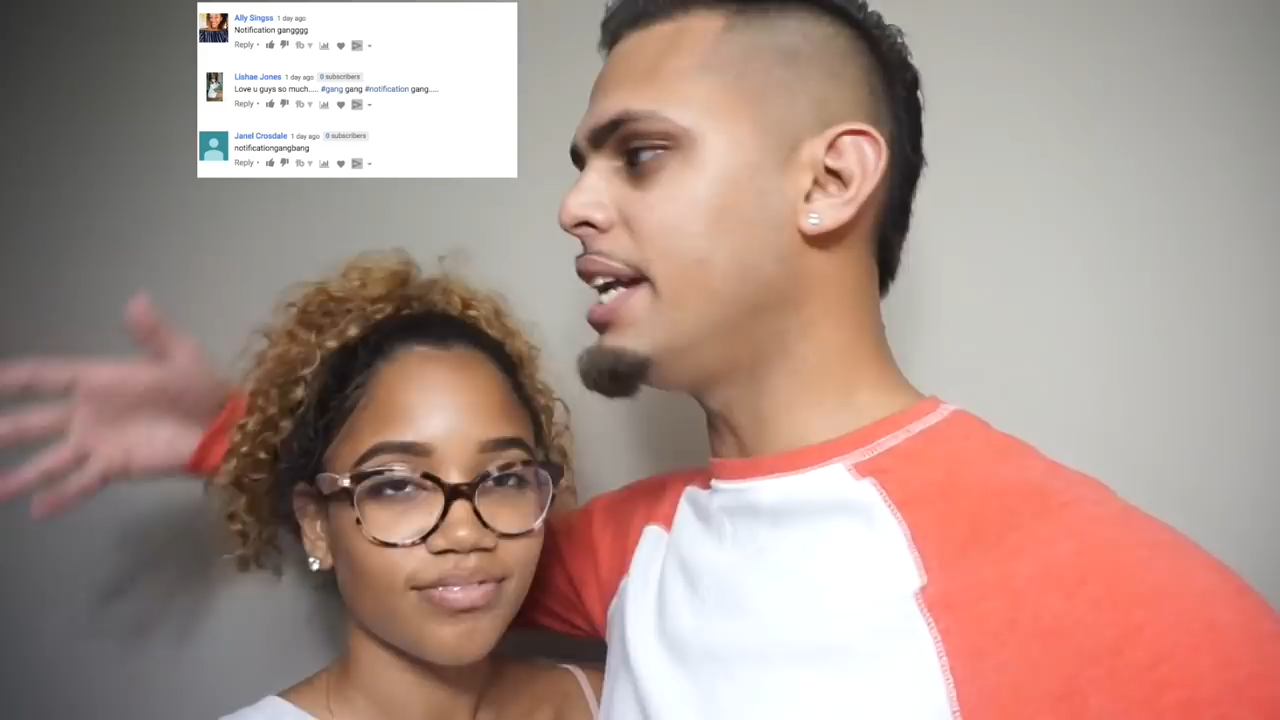 Ally Singss 1 day ago
Notification gangggg
Reply •
Lishae Jones 1 day ago 0 subscribers
Love u guys so much..... #gang gang #notification gang.....
Reply •
Janel Crosdale 1 day ago 0 subscribers
notificationgangbang
Reply •